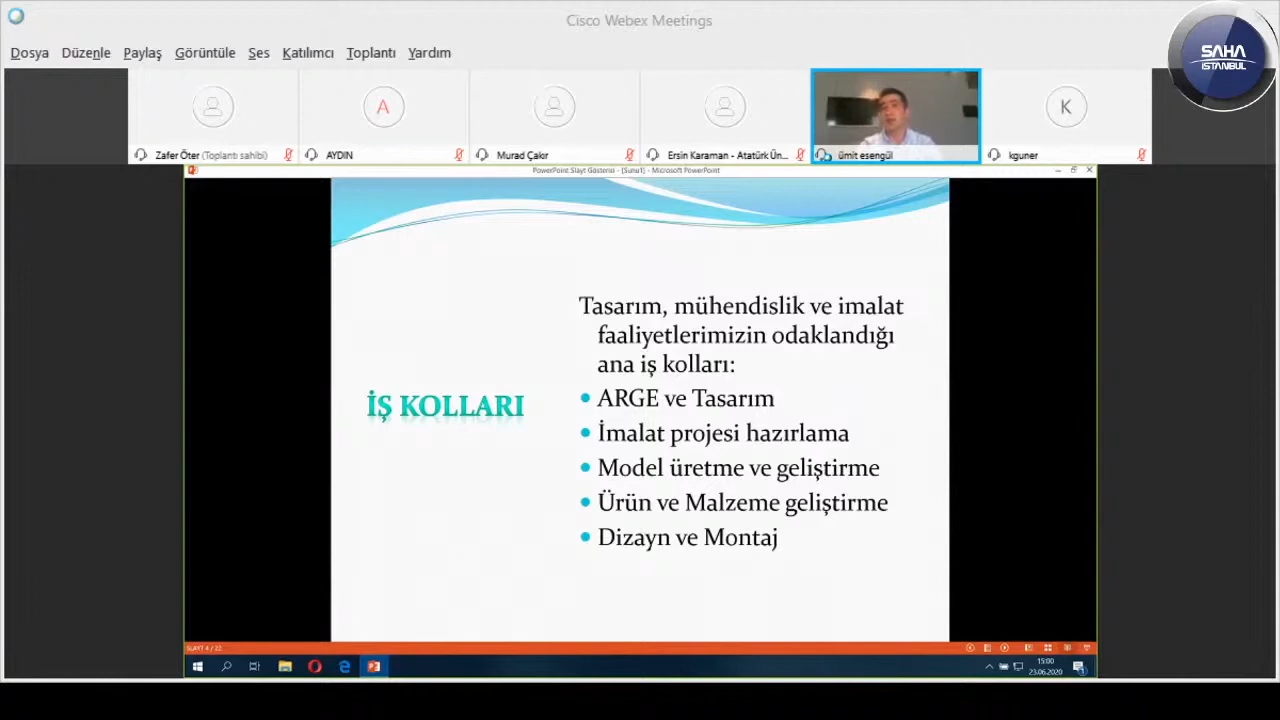 Cisco Webex Meetings
Dosya Düzenle Paylaş Görüntüle Ses Katılımcı Toplantı Yardım
SAHA
İSTANBUL
A
K
Zafer Öter (Toplantı sahibi)
AYDIN
Murad Çakır
Ersin Karaman - Atatürk Ün...
ümit esengül
kguner
PowerPoint Slayt Gösterisi - [Sunu1] - Microsoft PowerPoint
Tasarım, mühendislik ve imalat
faaliyetlerimizin odaklandığı
ana iş kolları:
İŞ KOLLARI
• ARGE ve Tasarım
• İmalat projesi hazırlama
• Model üretme ve geliştirme
• Ürün ve Malzeme geliştirme
• Dizayn ve Montaj
SLAYT 4 / 22
15:00
23.06.2020